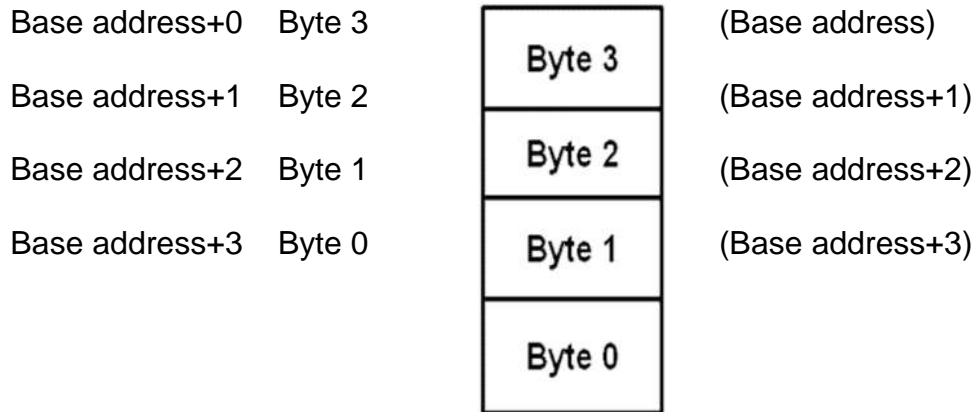 Base address+0 Byte 3 Byte 3 (Base address)
Base address+1 Byte 2 Byte 2 (Base address+1)
Base address+2 Byte 1 Byte 1 (Base address+2)
Base address+3 Byte 0 Byte 0 (Base address+3)